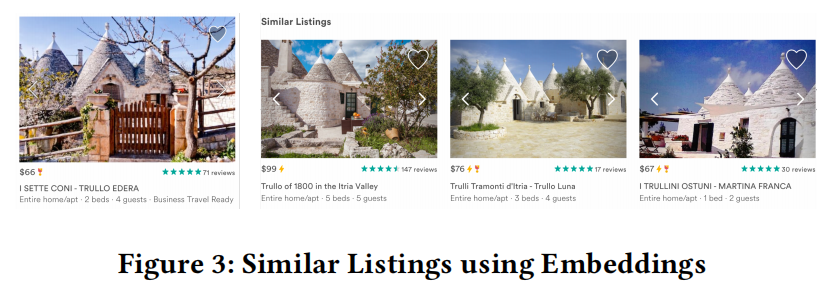 Similar Listings
$66
71 reviews
I SETTE CONI - TRULLO EDERA
Entire home/apt · 2 beds · 4 guests · Business Travel Ready
$99
147 reviews
Trullo of 1800 in the Itria Valley
Entire home/apt · 5 beds · 5 guests
$76
17 reviews
Trulli Tramonti d'Itria - Trullo Luna
Entire home/apt · 3 beds · 4 guests
$67
30 reviews
I TRULLINI OSTUNI - MARTINA FRANCA
Entire home/apt · 1 bed · 2 guests
Figure 3: Similar Listings using Embeddings